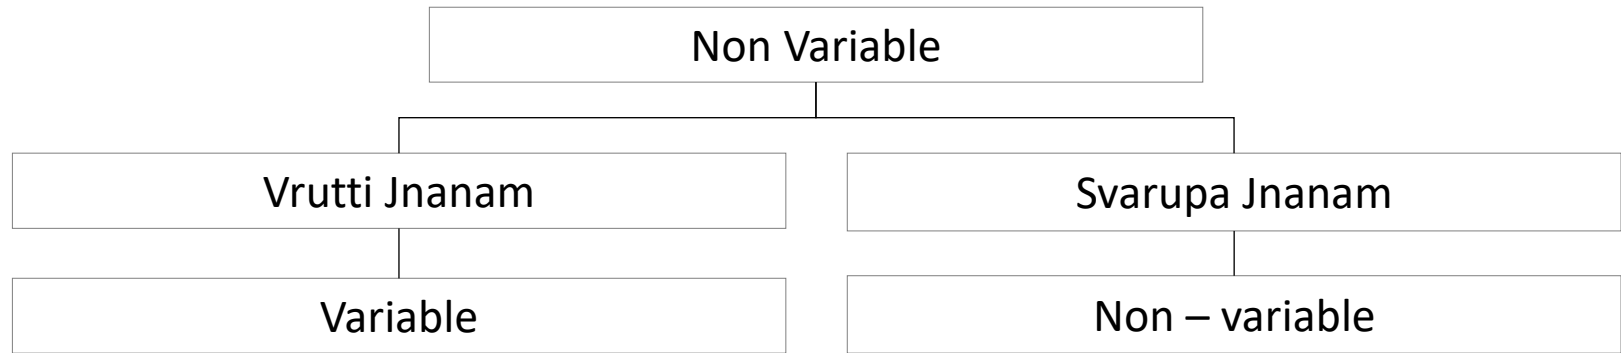 Non Variable
Vrutti Jnanam
Svarupa Jnanam
Variable
Non – variable